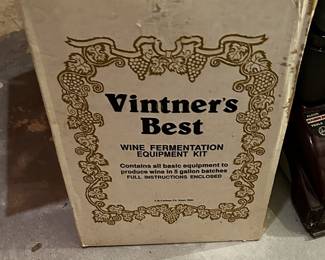 Vintner's
Best
WINE FERMENTATION
EQUIPMENT KIT
Contains all basic equipment to
produce wine in 5 gallon batches
FULL INSTRUCTIONS ENCLOSED